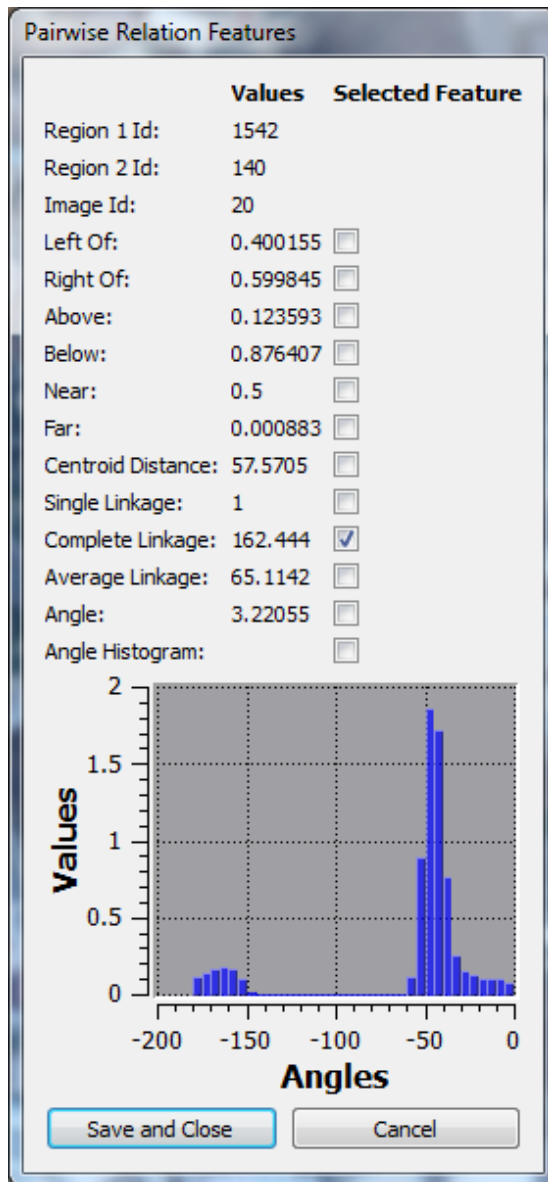 Pairwise Relation Features
Values Selected Feature
Region 1 Id: 1542
Region 2 Id: 140
Image Id: 20
Left Of: 0.400155
Right Of: 0.599845
Above: 0.123593
Below: 0.876407
Near: 0.5
Far: 0.000883
Centroid Distance: 57.5705
Single Linkage: 1
Complete Linkage: 162.444
Average Linkage: 65.1142
Angle: 3.22055
Angle Histogram:
2
1.5
1
0.5
0
Values
-200 -150 -100 -50 0
Angles
Save and Close Cancel